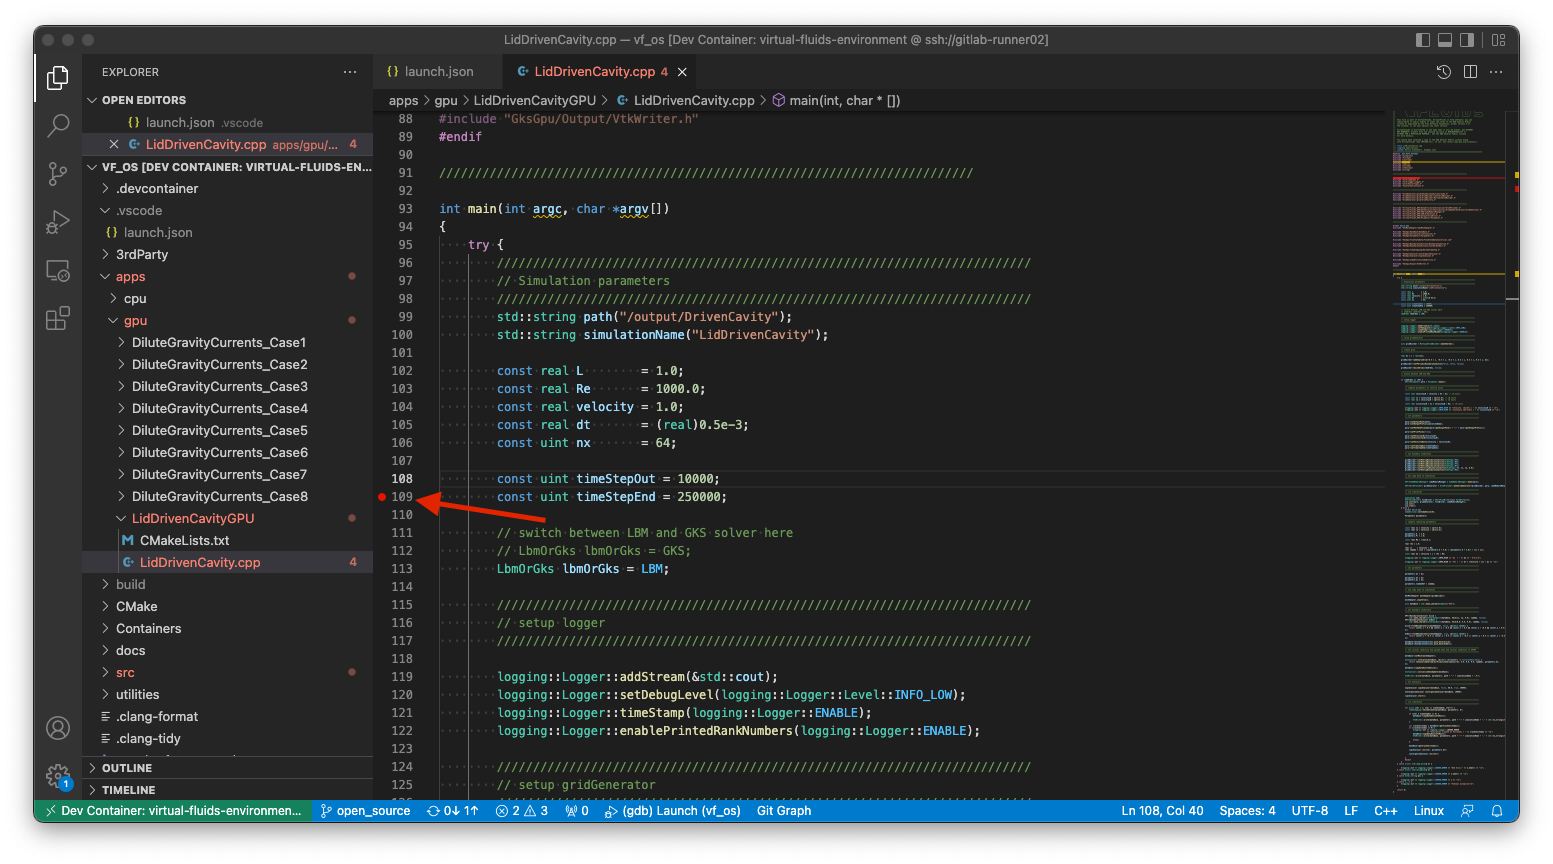 LidDrivenCavity.cpp — vf_os [Dev Container: virtual-fluids-environment @ ssh://gitlab-runner02]
EXPLORER
OPEN EDITORS
{} launch.json .vscode
LidDrivenCavity.cpp apps/gpu/... 4
VF_OS [DEV CONTAINER: VIRTUAL-FLUIDS-EN...
.devcontainer
.vscode
{} launch.json
3rdParty
apps
cpu
gpu
DiluteGravityCurrents_Case1
DiluteGravityCurrents_Case2
DiluteGravityCurrents_Case3
DiluteGravityCurrents_Case4
DiluteGravityCurrents_Case5
DiluteGravityCurrents_Case6
DiluteGravityCurrents_Case7
DiluteGravityCurrents_Case8
LidDrivenCavityGPU
CMakeLists.txt
LidDrivenCavity.cpp 4
build
CMake
Containers
docs
src
utilities
.clang-format
.clang-tidy
OUTLINE
TIMELINE
1
{} launch.json
LidDrivenCavity.cpp 4
apps > gpu > LidDrivenCavityGPU > LidDrivenCavity.cpp > main(int, char * [])
88 #include "GksGpu/Output/VtkWriter.h"
89 #endif
90
91 //////////////////////////////////////////////////////////////////////////
92
93 int main(int argc, char *argv[])
94 {
95 try {
96 //////////////////////////////////////////////////////////////////////////
97 // Simulation parameters
98 //////////////////////////////////////////////////////////////////////////
99 std::string path("/output/DrivenCavity");
100 std::string simulationName("LidDrivenCavity");
101
102 const real L = 1.0;
103 const real Re = 1000.0;
104 const real velocity = 1.0;
105 const real dt = (real)0.5e-3;
106 const uint nx = 64;
107
108 const uint timeStepOut = 10000;
109 const uint timeStepEnd = 250000;
110
111 // switch between LBM and GKS solver here
112 // LbmOrGks lbmOrGks = GKS;
113 LbmOrGks lbmOrGks = LBM;
114
115 //////////////////////////////////////////////////////////////////////////
116 // setup logger
117 //////////////////////////////////////////////////////////////////////////
118
119 logging::Logger::addStream(&std::cout);
120 logging::Logger::setDebugLevel(logging::Logger::Level::INFO_LOW);
121 logging::Logger::timeStamp(logging::Logger::ENABLE);
122 logging::Logger::enablePrintedRankNumbers(logging::Logger::ENABLE);
123
124 //////////////////////////////////////////////////////////////////////////
125 // setup gridGenerator
Dev Container: virtual-fluids-environmen... open_source 0↓ 1↑ 2 3 0 (gdb) Launch (vf_os) Git Graph Ln 108, Col 40 Spaces: 4 UTF-8 LF C++ Linux